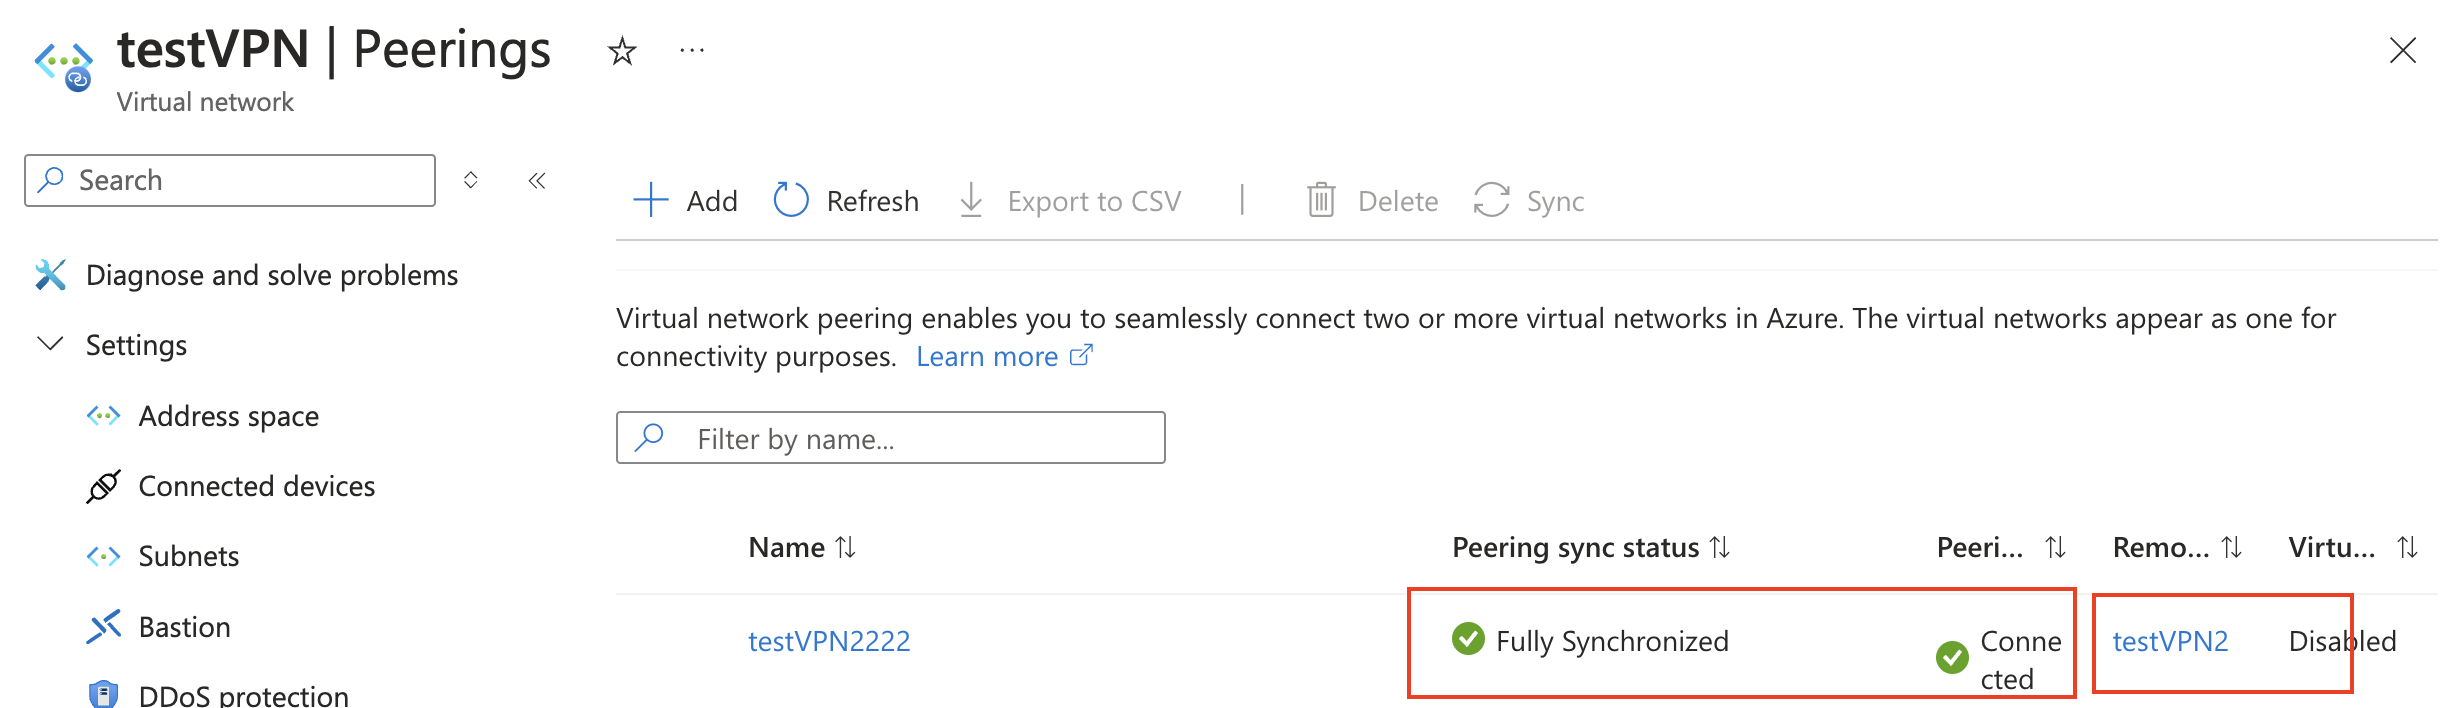 testVPN | Peerings
Virtual network
Search
Add
Refresh
Export to CSV
Delete
Sync
Diagnose and solve problems
Settings
Address space
Connected devices
Subnets
Bastion
DDoS protection
Virtual network peering enables you to seamlessly connect two or more virtual networks in Azure. The virtual networks appear as one for
connectivity purposes. Learn more
Filter by name...
Name Peering sync status Peeri... Remo... Virtu...
testVPN2222 Fully Synchronized Conne testVPN2 Disabled
cted